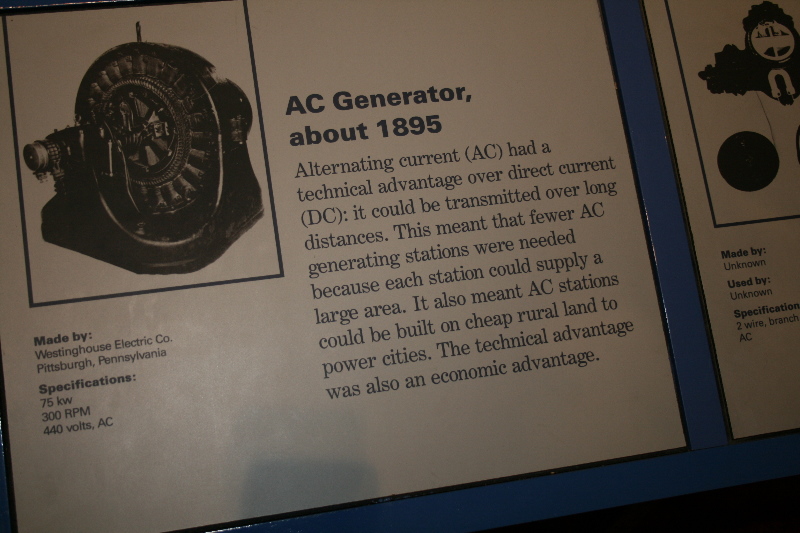 AC Generator,
about 1895
Alternating current (AC) had a
technical advantage over direct current
(DC): it could be transmitted over long
distances. This meant that fewer AC
generating stations were needed
because each station could supply a
large area. It also meant AC stations
could be built on cheap rural land to
power cities. The technical advantage
was also an economic advantage.
Made by:
Westinghouse Electric Co.
Pittsburgh, Pennsylvania
Specifications:
75 kw
300 RPM
440 volts, AC
Made by:
Unknown
Used by:
Unknown
Specification
2 wire, branch
AC